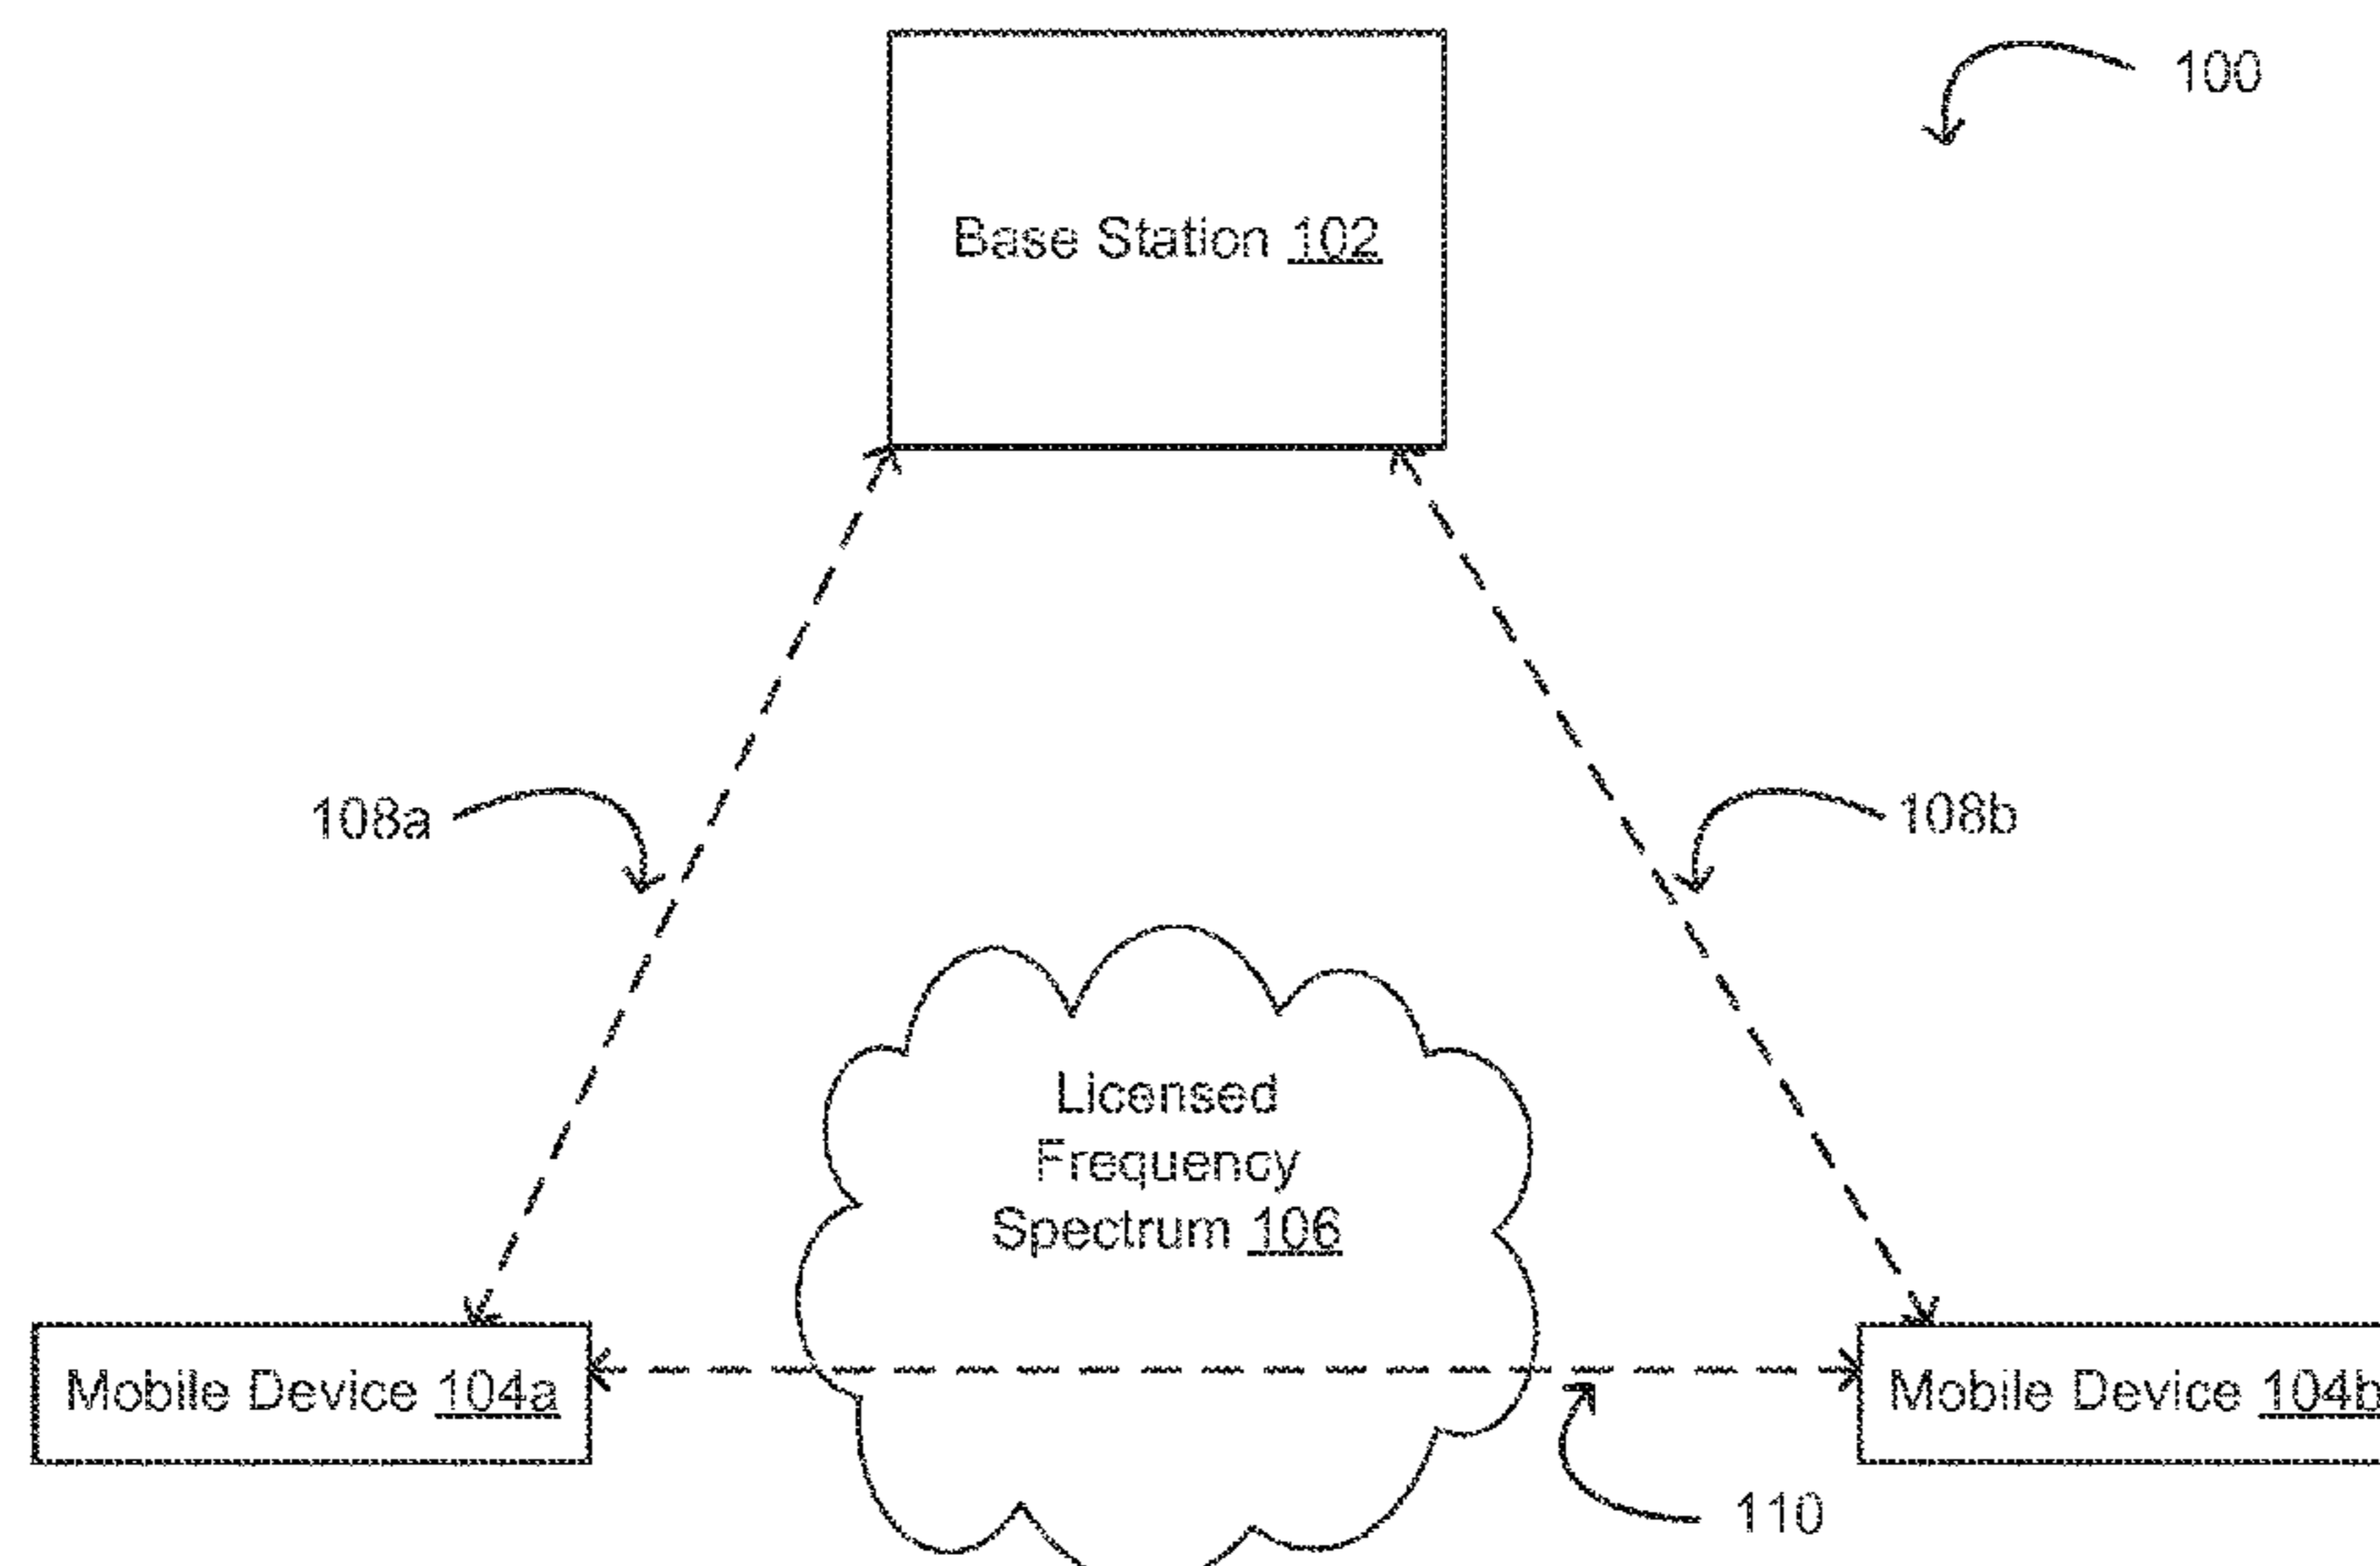 100
Base Station 102
108a
108b
Licensed
Frequency
Spectrum 106
Mobile Device 104a
Mobile Device 104b
110